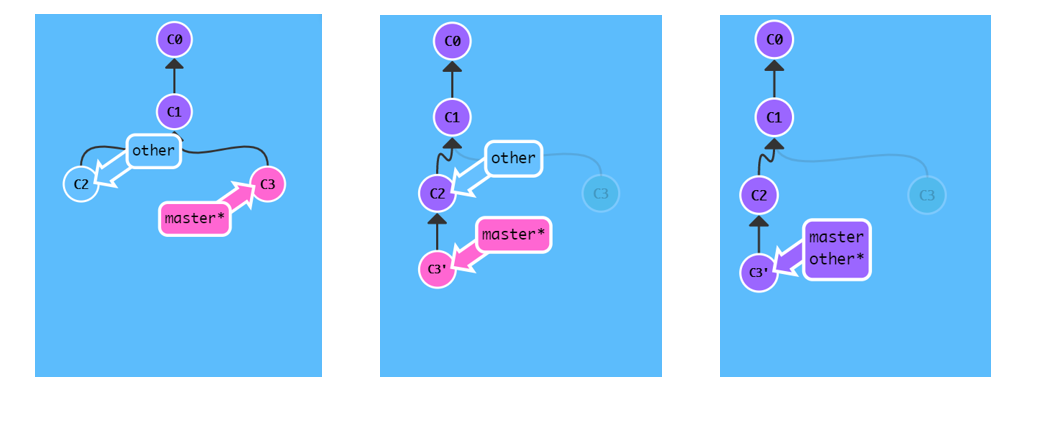 C0
C1
other
C2
C3
master*
C0
C1
other
C2
C3
master*
C3'
C0
C1
C2
C3
master
other*
C3'